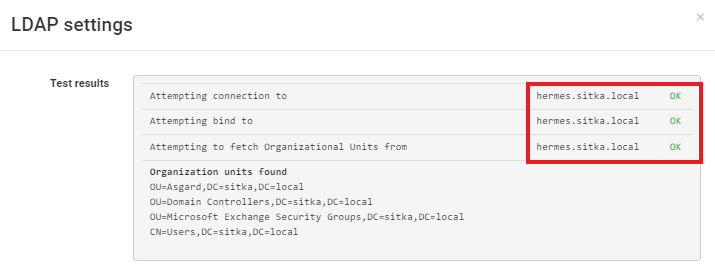 LDAP settings ×
Test results
Attempting connection to hermes.sitka.local OK
Attempting bind to hermes.sitka.local OK
Attempting to fetch Organizational Units from hermes.sitka.local OK
Organization units found
OU=Asgard,DC=sitka,DC=local
OU=Domain Controllers,DC=sitka,DC=local
OU=Microsoft Exchange Security Groups,DC=sitka,DC=local
CN=Users,DC=sitka,DC=local